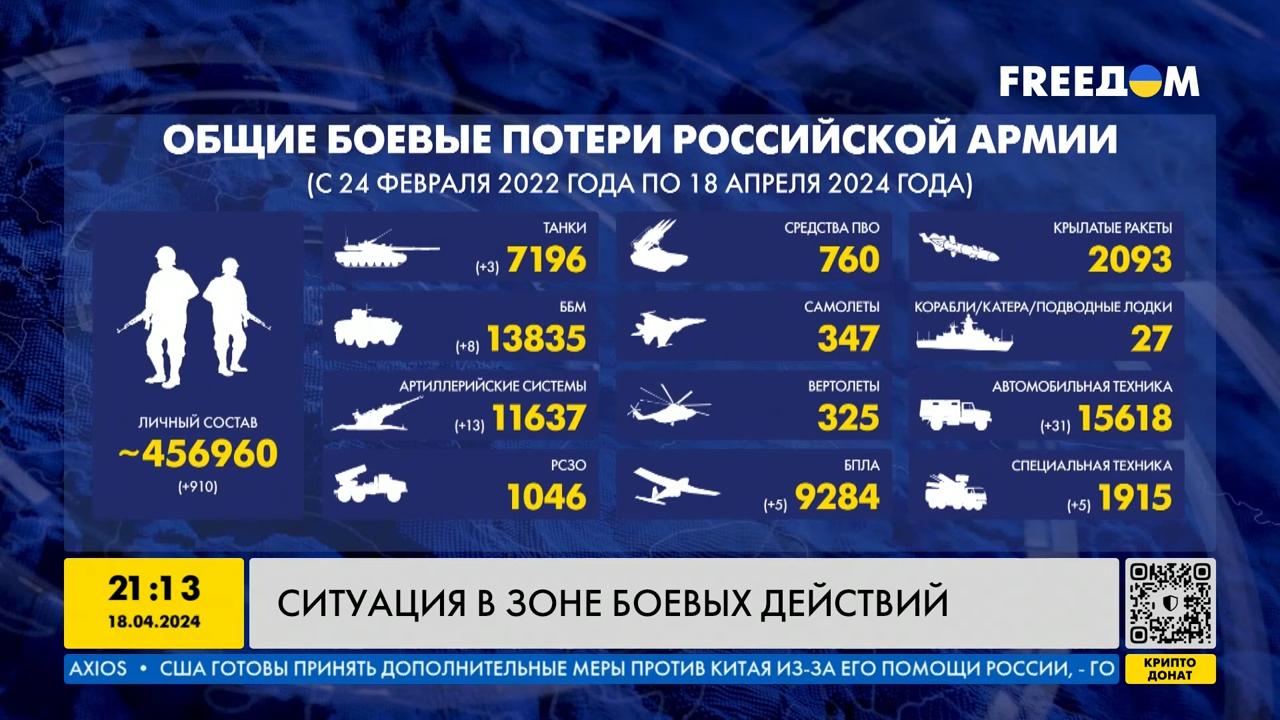 FREEДОМ
ОБЩИЕ БОЕВЫЕ ПОТЕРИ РОССИЙСКОЙ АРМИИ
(С 24 ФЕВРАЛЯ 2022 ГОДА ПО 18 АПРЕЛЯ 2024 ГОДА)
ЛИЧНЫЙ СОСТАВ
~456960
(+910)
ТАНКИ
(+3) 7196
ББМ
(+8) 13835
АРТИЛЛЕРИЙСКИЕ СИСТЕМЫ
(+13) 11637
РСЗО
1046
СРЕДСТВА ПВО
760
САМОЛЕТЫ
347
ВЕРТОЛЕТЫ
325
БПЛА
(+5) 9284
КРЫЛАТЫЕ РАКЕТЫ
2093
КОРАБЛИ/КАТЕРА/ПОДВОДНЫЕ ЛОДКИ
27
АВТОМОБИЛЬНАЯ ТЕХНИКА
(+31) 15618
СПЕЦИАЛЬНАЯ ТЕХНИКА
(+5) 1915
21:13
18.04.2024
СИТУАЦИЯ В ЗОНЕ БОЕВЫХ ДЕЙСТВИЙ
AXIOS • США ГОТОВЫ ПРИНЯТЬ ДОПОЛНИТЕЛЬНЫЕ МЕРЫ ПРОТИВ КИТАЯ ИЗ-ЗА ЕГО ПОМОЩИ РОССИИ, - ГО
КРИПТО
ДОНАТ